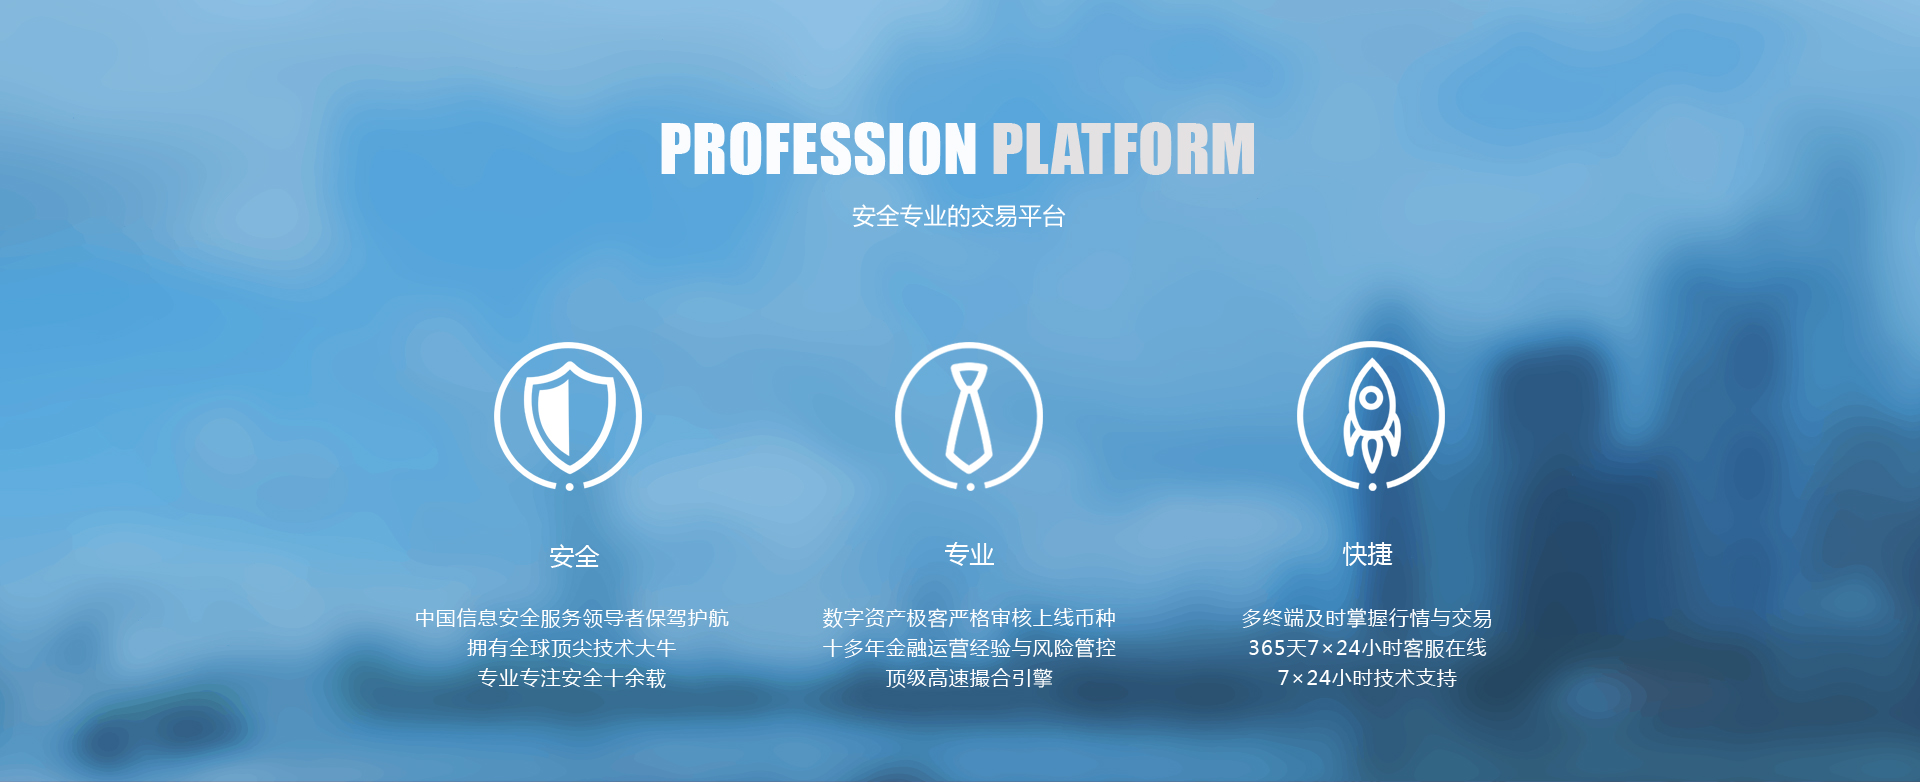 PROFESSION PLATFORM
安全专业的交易平台
安全
中国信息安全服务领导者保驾护航
拥有全球顶尖技术大牛
专业专注安全十余载
专业
数字资产极客严格审核上线币种
十多年金融运营经验与风险管控
顶级高速撮合引擎
快捷
多终端及时掌握行情与交易
365天7×24小时客服在线
7×24小时技术支持